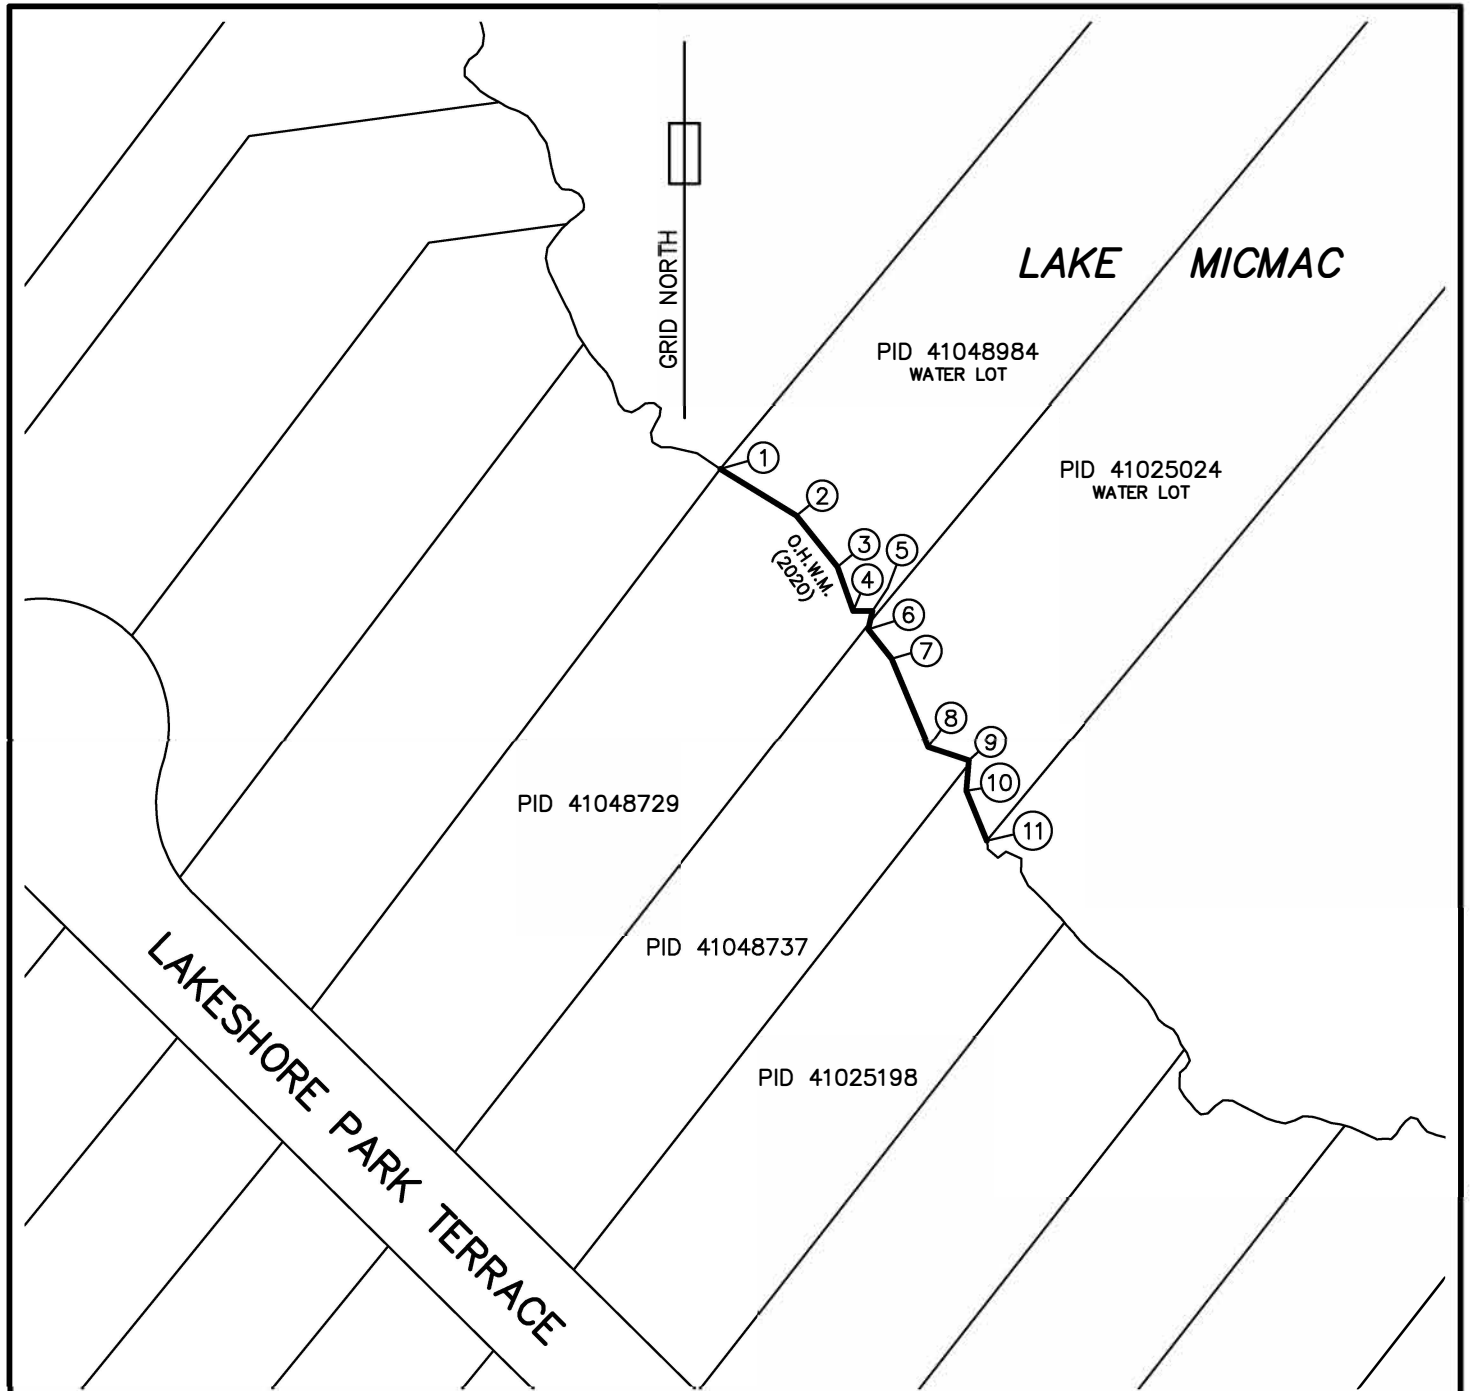 GRID NORTH
LAKE MICMAC
PID 41048984
WATER LOT
PID 41025024
WATER LOT
1
2
3
4
5
O.H.W.M.
(2020)
6
7
8
9
10
11
PID 41048729
PID 41048737
PID 41025198
LAKESHORE PARK TERRACE